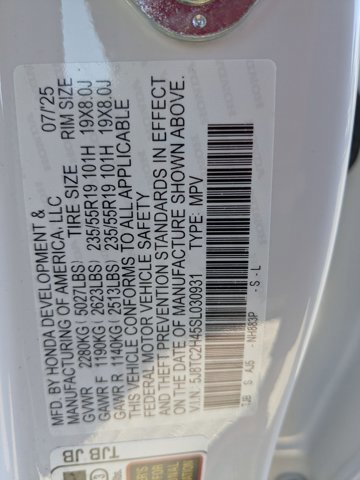 MFD. BY HONDA DEVELOPMENT & 07/'25
MANUFACTURING OF AMERICA, LLC
TIRE SIZE RIM SIZE
GVWR 2280KG(5027LBS)
GAWR F 1190KG(2623LBS) 235/55R19 101H 19X8.0J
GAWR R 1140KG(2513LBS) 235/55R19 101H 19X8.0J
THIS VEHICLE CONFORMS TO ALL APPLICABLE
FEDERAL MOTOR VEHICLE SAFETY
AND THEFT PREVENTION STANDARDS IN EFFECT
ON THE DATE OF MANUFACTURE SHOWN ABOVE.
V.I.N.: 5J8TC2H45SL030931 TYPE: MPV
TJB S AJ5 -NH883P -S-L
TJB JB